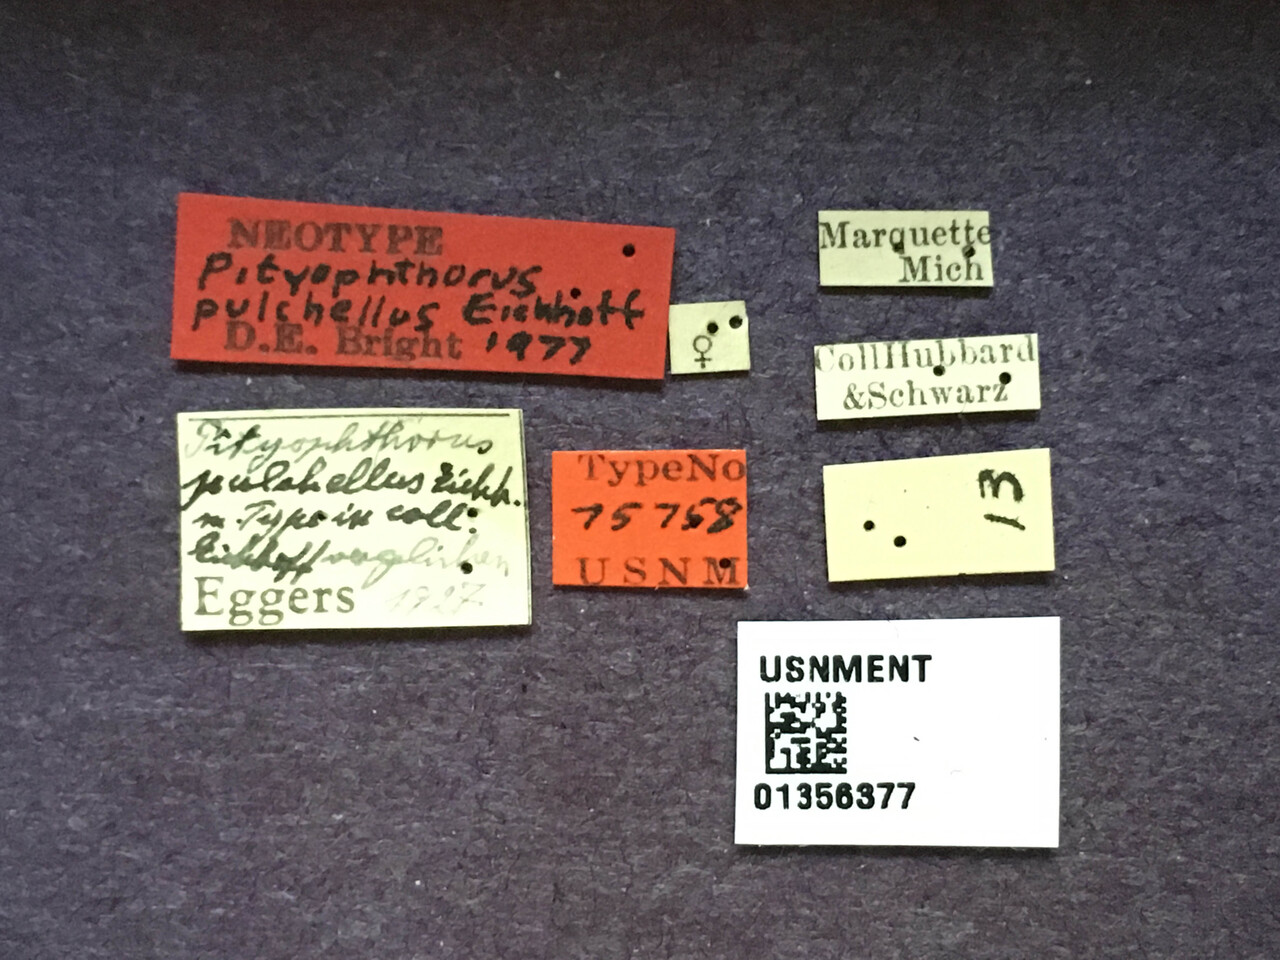 NEOTYPE
Pityophthorus
pulchellus Eichhoff
D.E. Bright 1977
♀
Marquette
Mich
CollHubbard
&Schwarz
Pityophthorus
pulchellus Eichh.
m. Type in coll.
Eichhoff verglichen
Eggers 1927
TypeNo
75758
USNM
13
USNMENT
01356377